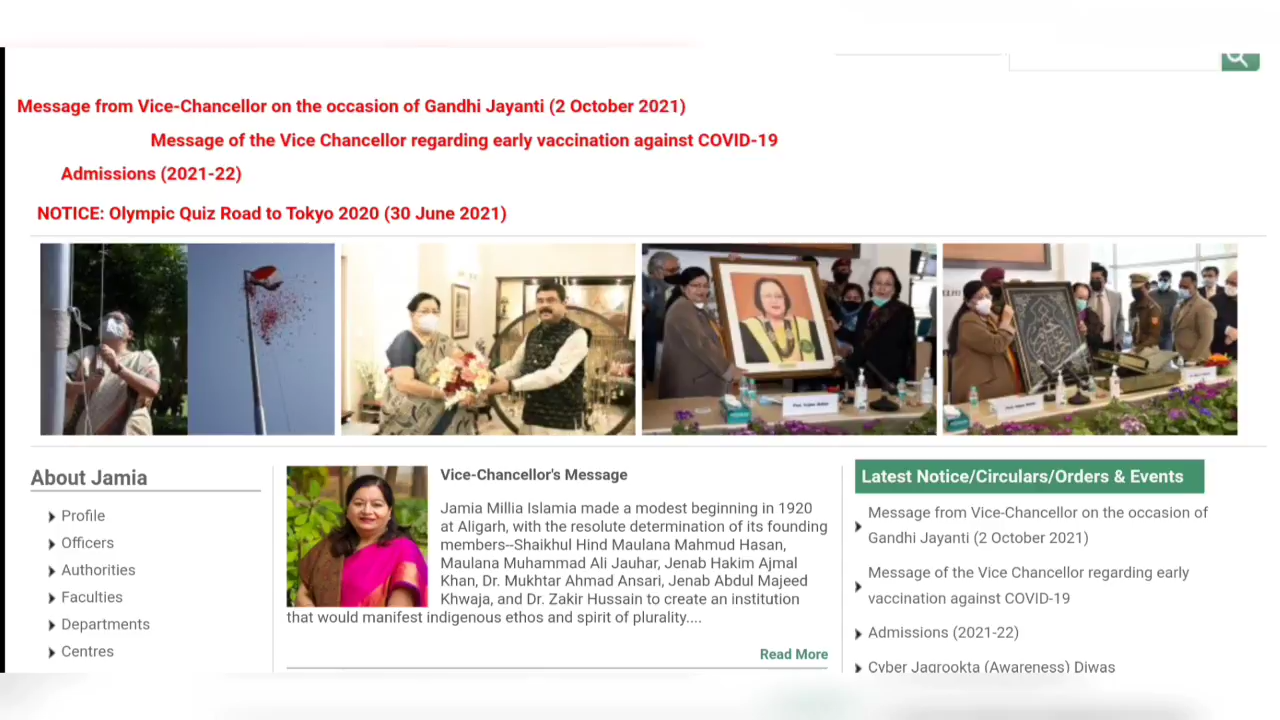 Message from Vice-Chancellor on the occasion of Gandhi Jayanti (2 October 2021)
Message of the Vice Chancellor regarding early vaccination against COVID-19
Admissions (2021-22)
NOTICE: Olympic Quiz Road to Tokyo 2020 (30 June 2021)
About Jamia
Profile
Officers
Authorities
Faculties
Departments
Centres
Vice-Chancellor's Message
Jamia Millia Islamia made a modest beginning in 1920
at Aligarh, with the resolute determination of its founding
members--Shaikhul Hind Maulana Mahmud Hasan,
Maulana Muhammad Ali Jauhar, Jenab Hakim Ajmal
Khan, Dr. Mukhtar Ahmad Ansari, Jenab Abdul Majeed
Khwaja, and Dr. Zakir Hussain to create an institution
that would manifest indigenous ethos and spirit of plurality....
Read More
Latest Notice/Circulars/Orders & Events
Message from Vice-Chancellor on the occasion of
Gandhi Jayanti (2 October 2021)
Message of the Vice Chancellor regarding early
vaccination against COVID-19
Admissions (2021-22)
Cyber Jagrookta (Awareness) Diwas